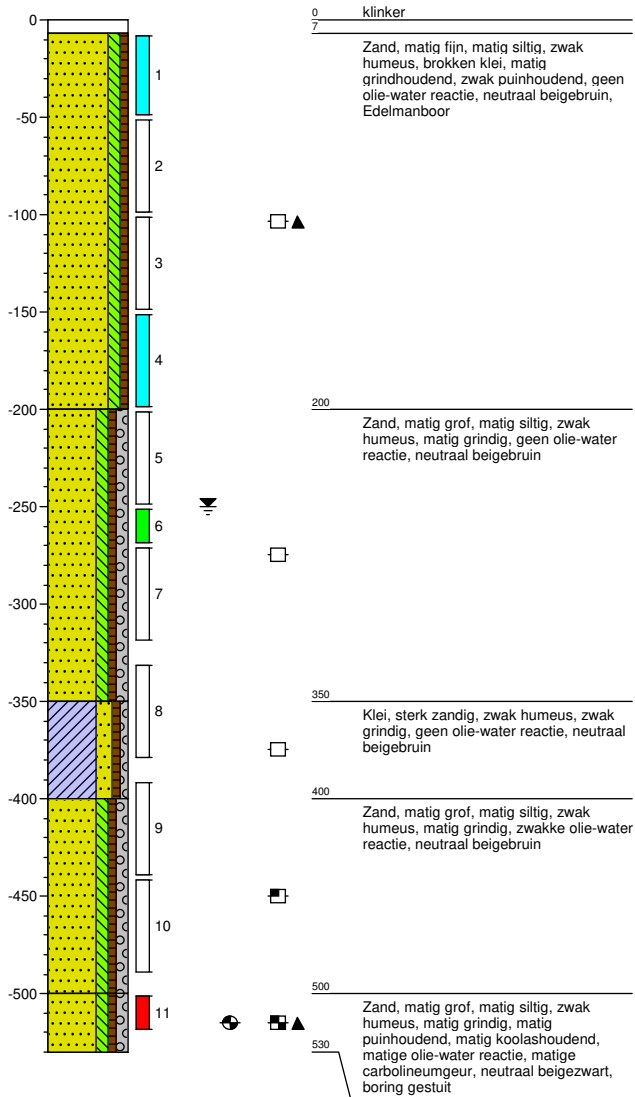 0
-50
-100
-150
-200
-250
-300
-350
-400
-450
-500
1
2
3
4
5
6
7
8
9
10
11
0
klinker
7
Zand, matig fijn, matig siltig, zwak
humeus, brokken klei, matig
grindhoudend, zwak puinhoudend, geen
olie-water reactie, neutraal beigebruin,
Edelmanboor
200
Zand, matig grof, matig siltig, zwak
humeus, matig grindig, geen olie-water
reactie, neutraal beigebruin
350
Klei, sterk zandig, zwak humeus, zwak
grindig, geen olie-water reactie, neutraal
beigebruin
400
Zand, matig grof, matig siltig, zwak
humeus, matig grindig, zwakke olie-water
reactie, neutraal beigebruin
500
Zand, matig grof, matig siltig, zwak
humeus, matig grindig, matig
puinhoudend, matig koolashoudend,
matige olie-water reactie, matige
carbolineumgeur, neutraal beigezwart,
boring gestuit
530